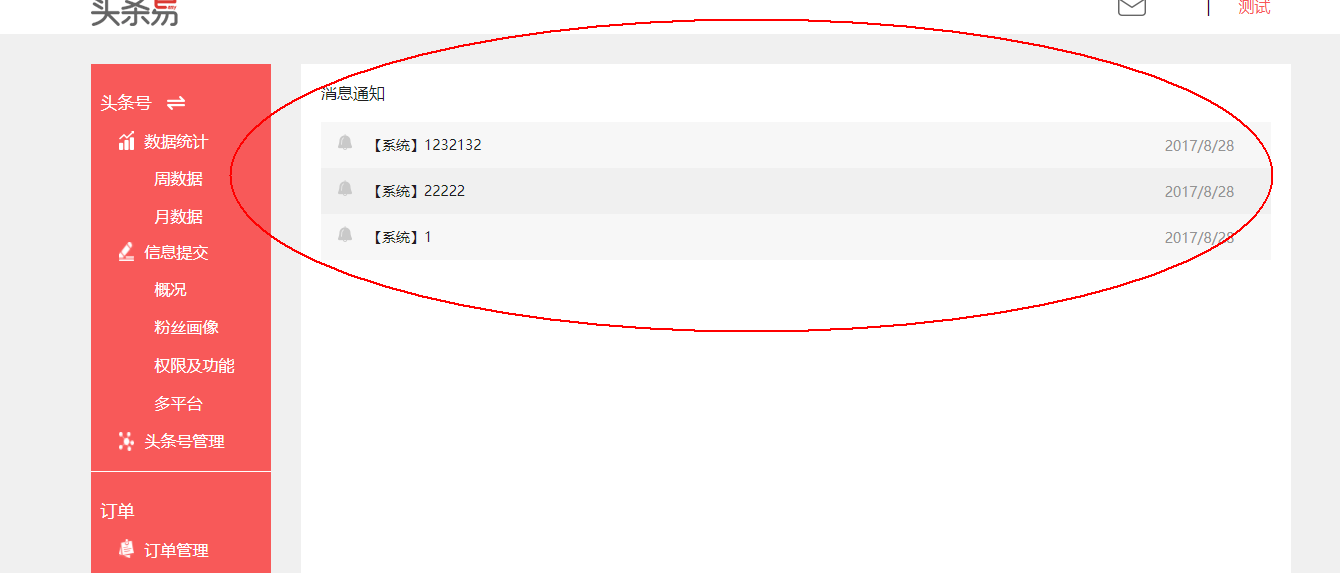 头条易
测试
头条号
数据统计
周数据
月数据
信息提交
概况
粉丝画像
权限及功能
多平台
头条号管理
订单
订单管理
消息通知
【系统】1232132 2017/8/28
【系统】22222 2017/8/28
【系统】1 2017/8/28